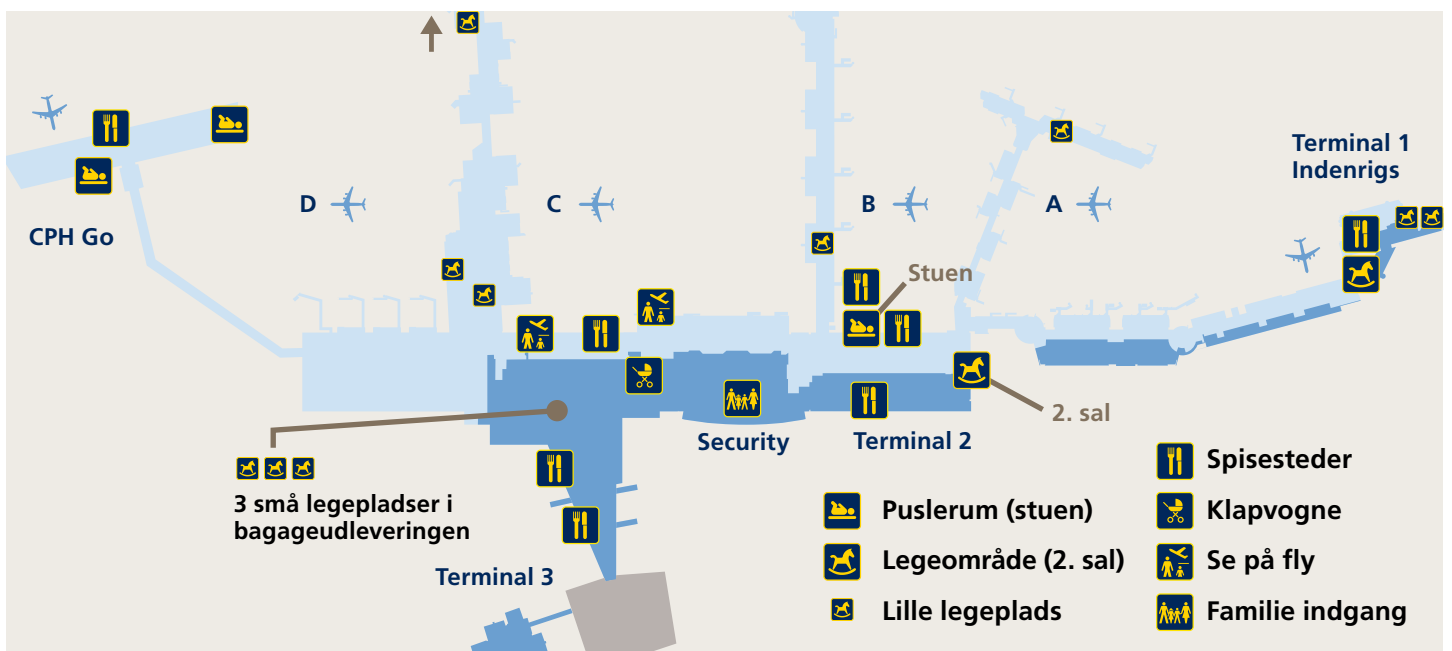 Terminal 1
Indenrigs
D
C
B
A
CPH Go
Stuen
2. sal
Security
Terminal 2
3 små legepladser i
bagageudleveringen
Terminal 3
Puslerum (stuen)
Legeområde (2. sal)
Lille legeplads
Spisesteder
Klapvogne
Se på fly
Familie indgang